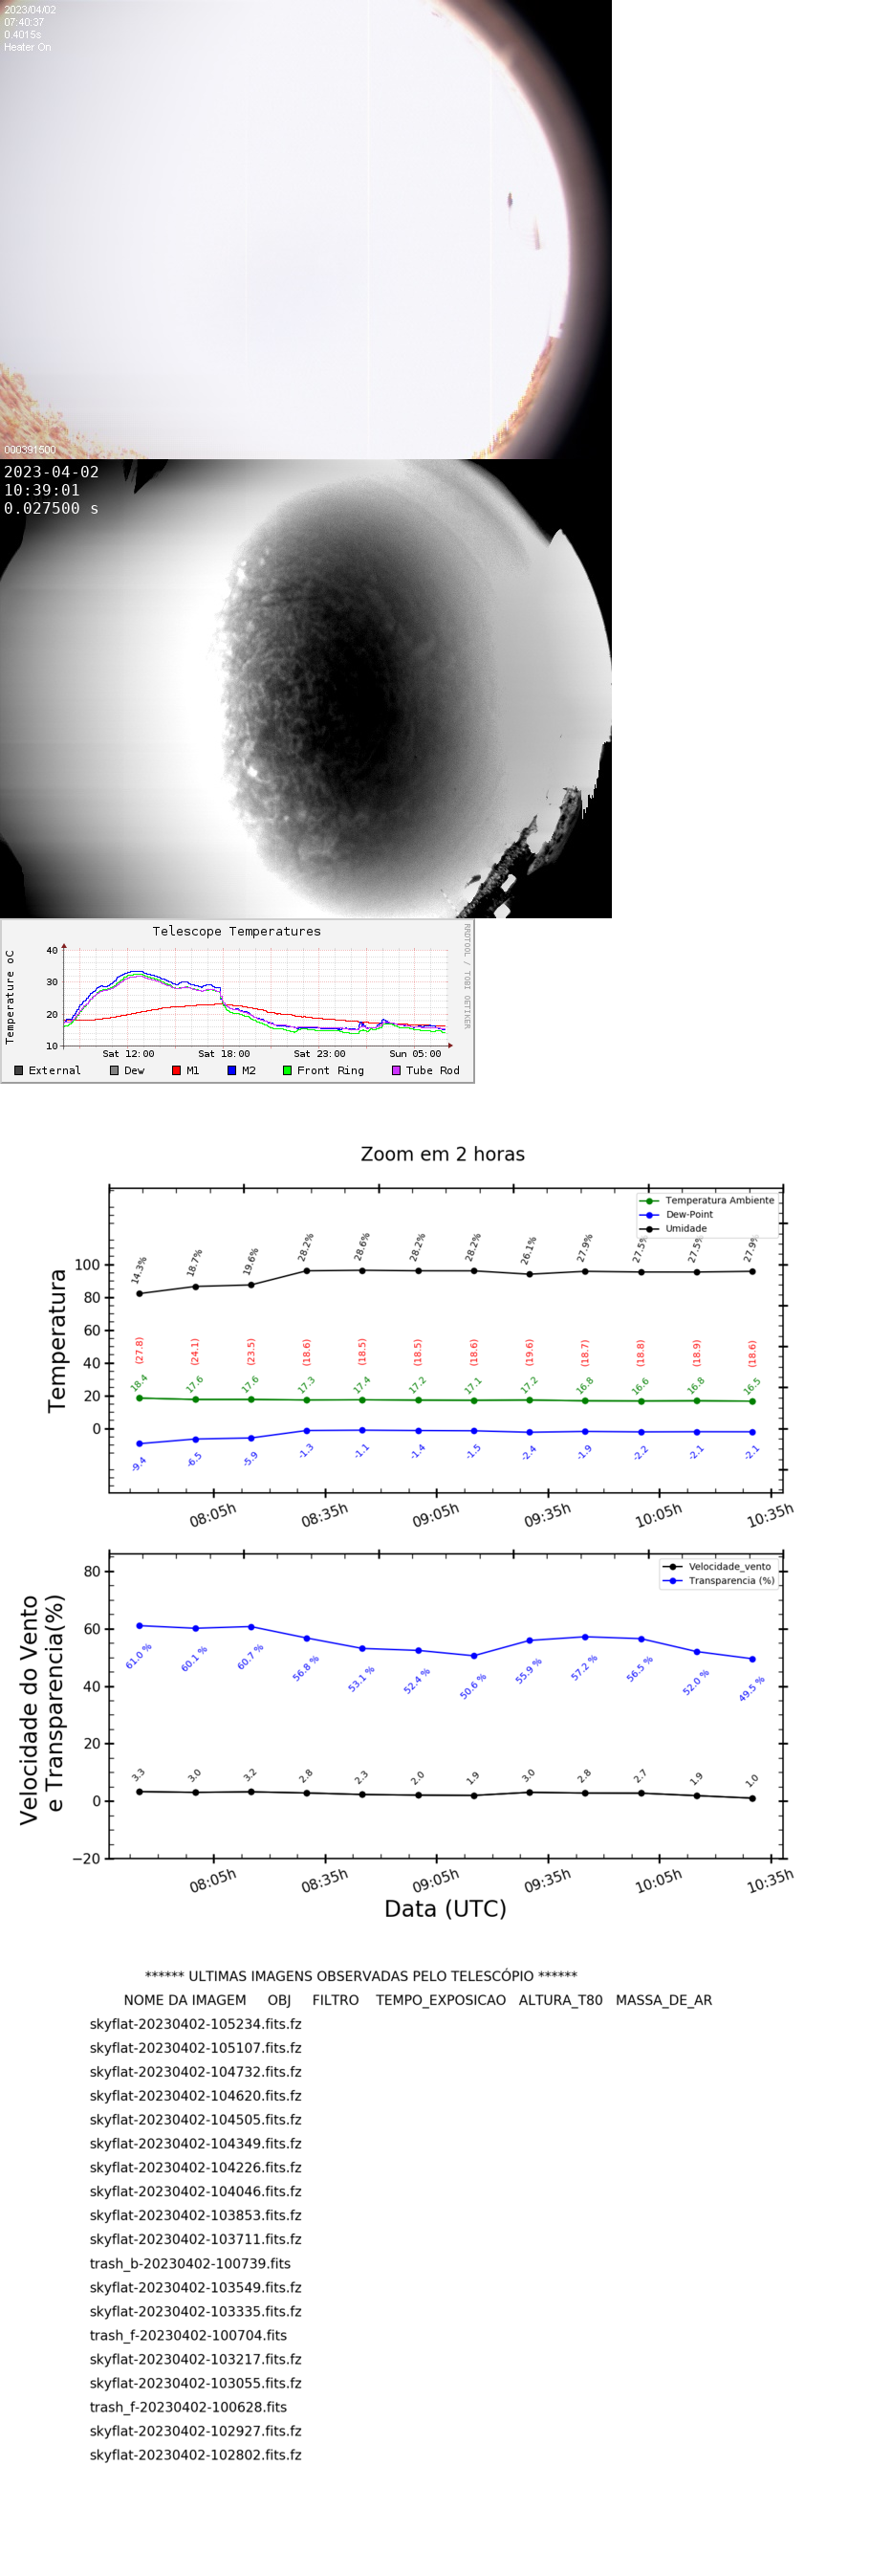 2023/04/02
07:40:37
0.4015s
Heater On
000391500
2023-04-02
10:39:01
0.027500 s
Telescope Temperatures
RRDTOOL / TOBI OETIKER
Temperature oC
40
30
20
10
Sat 12:00 Sat 18:00 Sat 23:00 Sun 05:00
External Dew M1 M2 Front Ring Tube Rod
Zoom em 2 horas
Temperatura
Temperatura Ambiente
Dew-Point
Umidade
100
80
60
40
20
0
14.3% 18.7% 19.6% 28.2% 28.6% 28.2% 28.2% 26.1% 27.9% 27.5% 27.5% 27.9%
(27.8) (24.1) (23.5) (18.6) (18.5) (18.5) (18.6) (19.6) (18.7) (18.8) (18.9) (18.6)
18.4 17.6 17.6 17.3 17.4 17.2 17.1 17.2 16.8 16.6 16.8 16.5
-9.4 -6.5 -5.9 -1.3 -1.1 -1.4 -1.5 -2.4 -1.9 -2.2 -2.1 -2.1
08:05h 08:35h 09:05h 09:35h 10:05h 10:35h
Velocidade do Vento
e Transparencia(%)
Velocidade_vento
Transparencia (%)
80
60
40
20
0
−20
61.0 % 60.1 % 60.7 % 56.8 % 53.1 % 52.4 % 50.6 % 55.9 % 57.2 % 56.5 % 52.0 % 49.5 %
3.3 3.0 3.2 2.8 2.3 2.0 1.9 3.0 2.8 2.7 1.9 1.0
08:05h 08:35h 09:05h 09:35h 10:05h 10:35h
Data (UTC)
****** ULTIMAS IMAGENS OBSERVADAS PELO TELESCÓPIO ******
NOME DA IMAGEM OBJ FILTRO TEMPO_EXPOSICAO ALTURA_T80 MASSA_DE_AR
skyflat-20230402-105234.fits.fz
skyflat-20230402-105107.fits.fz
skyflat-20230402-104732.fits.fz
skyflat-20230402-104620.fits.fz
skyflat-20230402-104505.fits.fz
skyflat-20230402-104349.fits.fz
skyflat-20230402-104226.fits.fz
skyflat-20230402-104046.fits.fz
skyflat-20230402-103853.fits.fz
skyflat-20230402-103711.fits.fz
trash_b-20230402-100739.fits
skyflat-20230402-103549.fits.fz
skyflat-20230402-103335.fits.fz
trash_f-20230402-100704.fits
skyflat-20230402-103217.fits.fz
skyflat-20230402-103055.fits.fz
trash_f-20230402-100628.fits
skyflat-20230402-102927.fits.fz
skyflat-20230402-102802.fits.fz